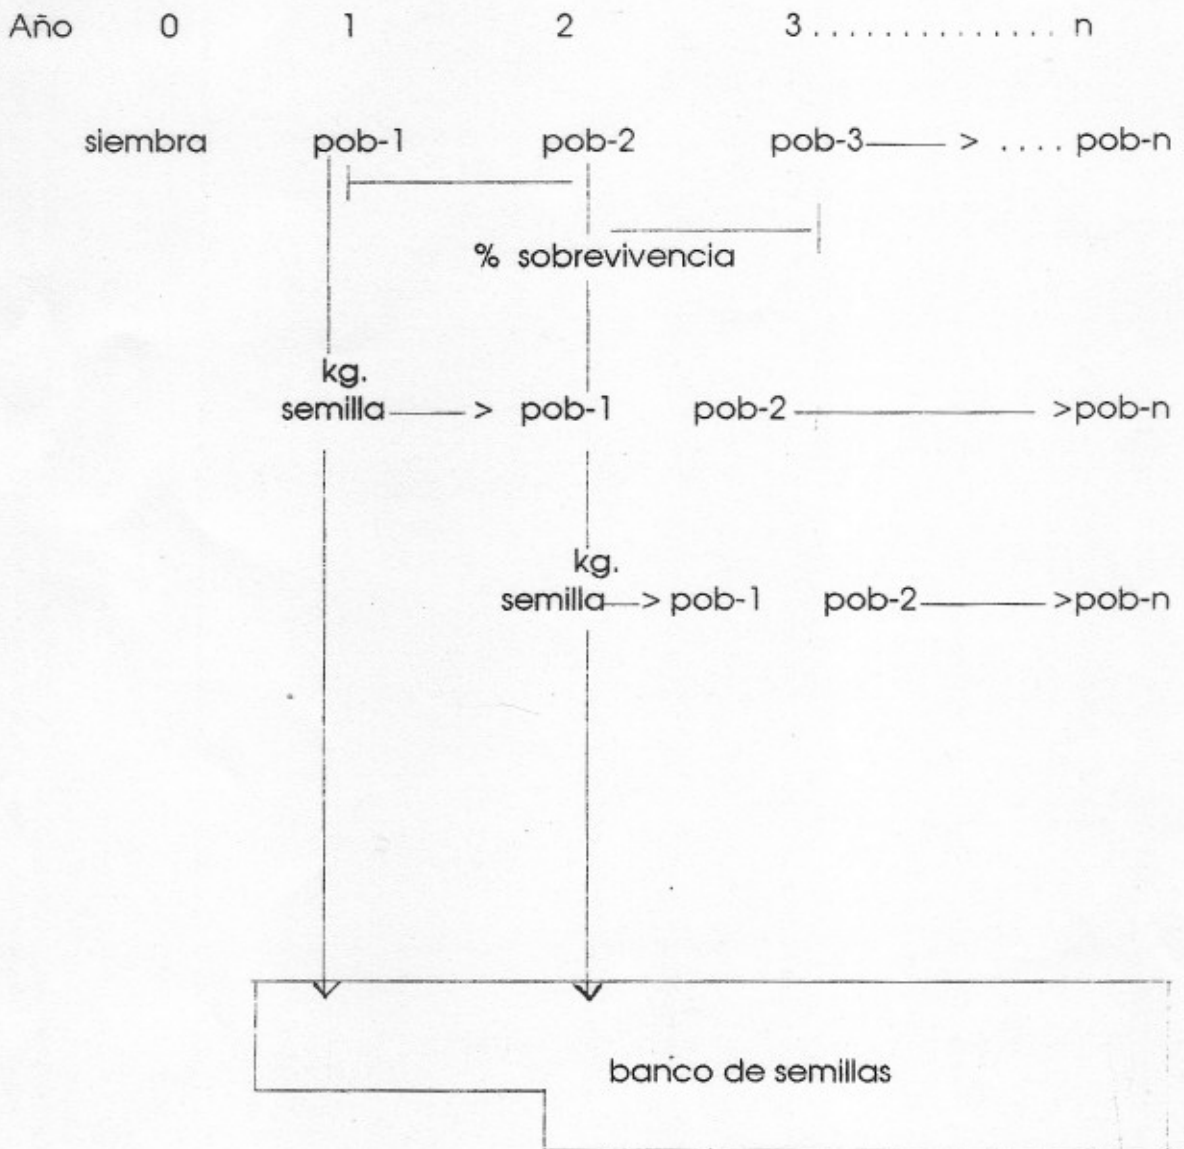 Año 0 1 2 3 . . . . . . . . . . . . . . . n
siembra pob-1 pob-2 pob-3 > . . . . pob-n
% sobrevivencia
kg.
semilla > pob-1 pob-2 >pob-n
kg.
semilla > pob-1 pob-2 >pob-n
banco de semillas